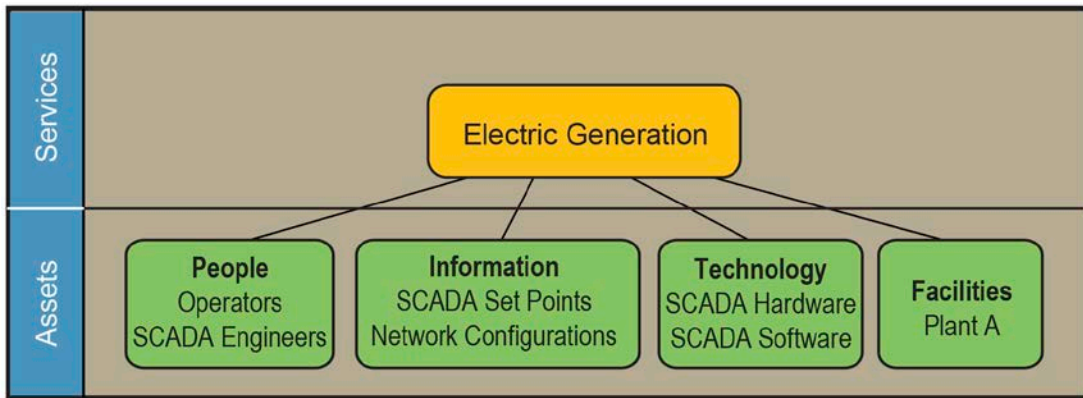 Services
Electric Generation
Assets
People
Operators
SCADA Engineers
Information
SCADA Set Points
Network Configurations
Technology
SCADA Hardware
SCADA Software
Facilities
Plant A